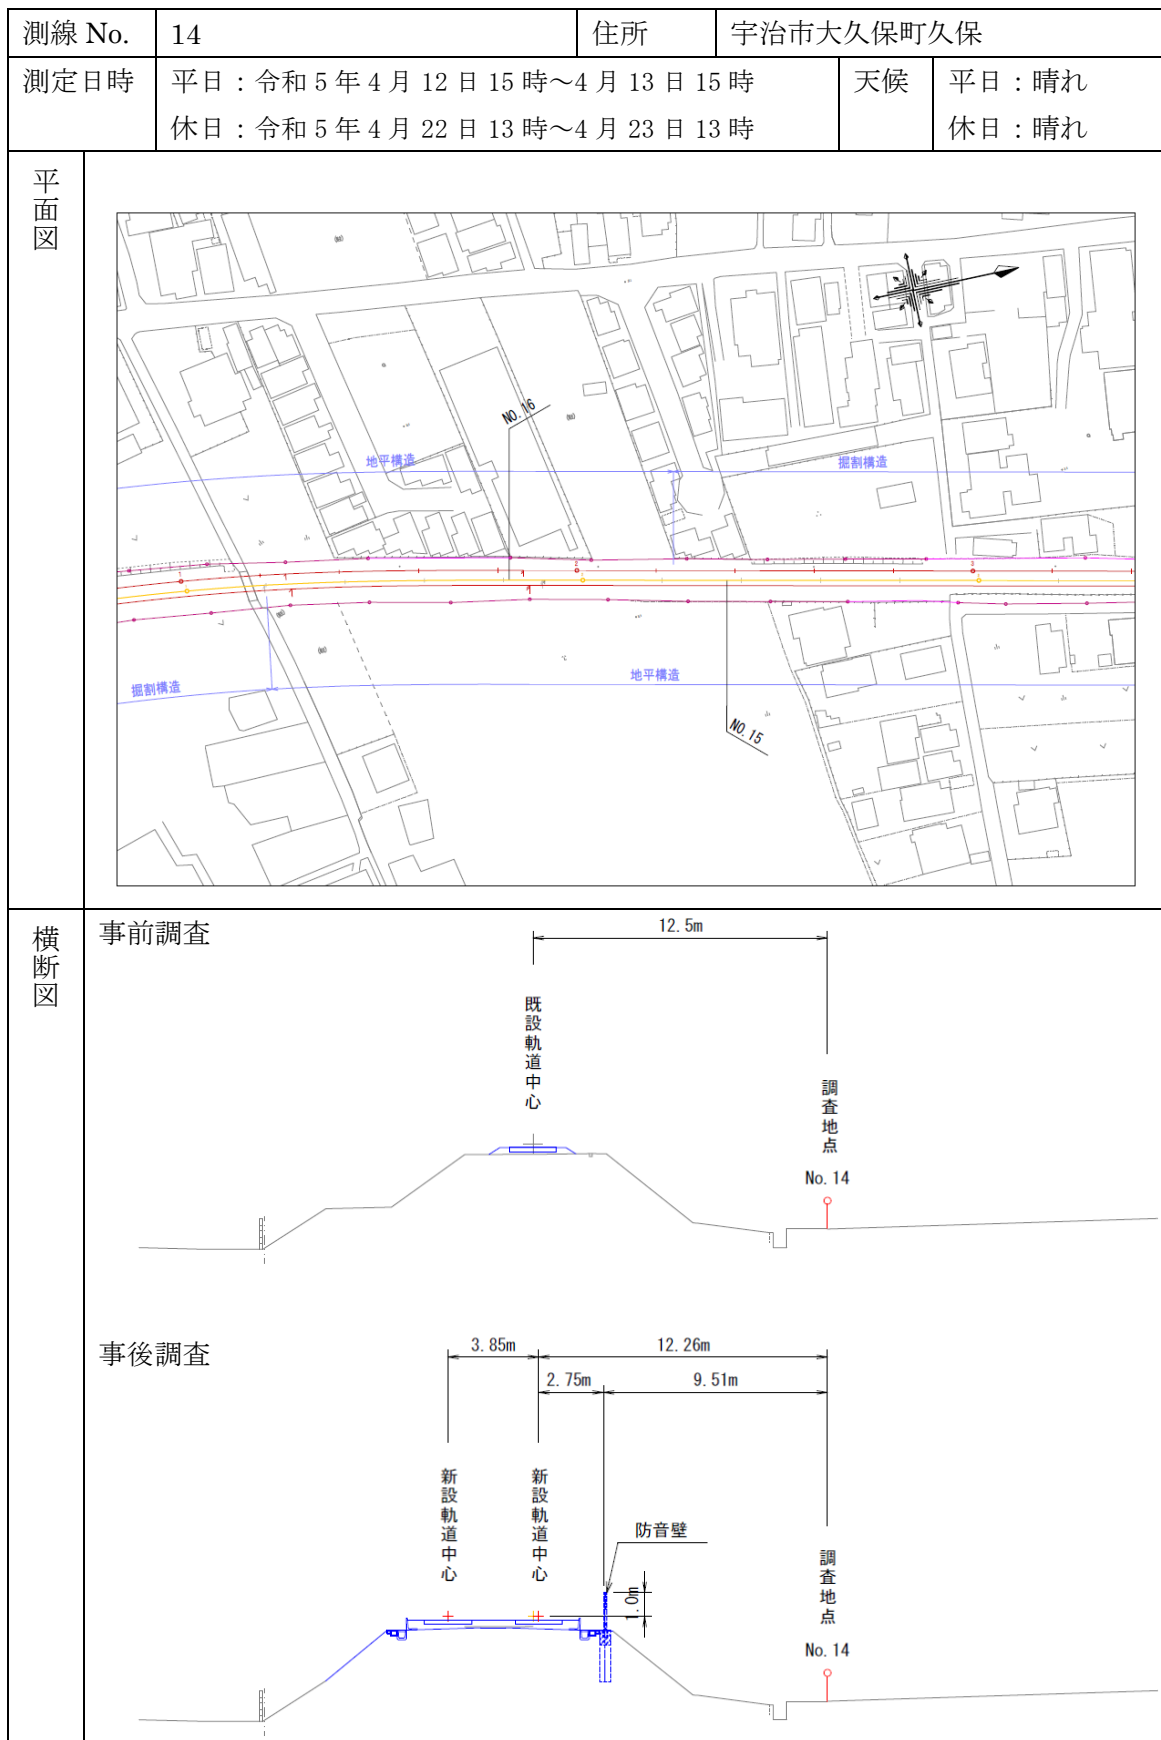 測線 No. 14 住所 宇治市大久保町久保
測定日時 平日：令和 5 年 4 月 12 日 15 時～4 月 13 日 15 時 天候 平日：晴れ
休日：令和 5 年 4 月 22 日 13 時～4 月 23 日 13 時 休日：晴れ
平面図
NO.16
地平構造
掘割構造
2
3
掘割構造
地平構造
NO.15
横断図
事前調査
12.5m
既設軌道中心
調査地点
No.14
事後調査
3.85m
12.26m
2.75m
9.51m
新設軌道中心
新設軌道中心
防音壁
1.0m
調査地点
No.14